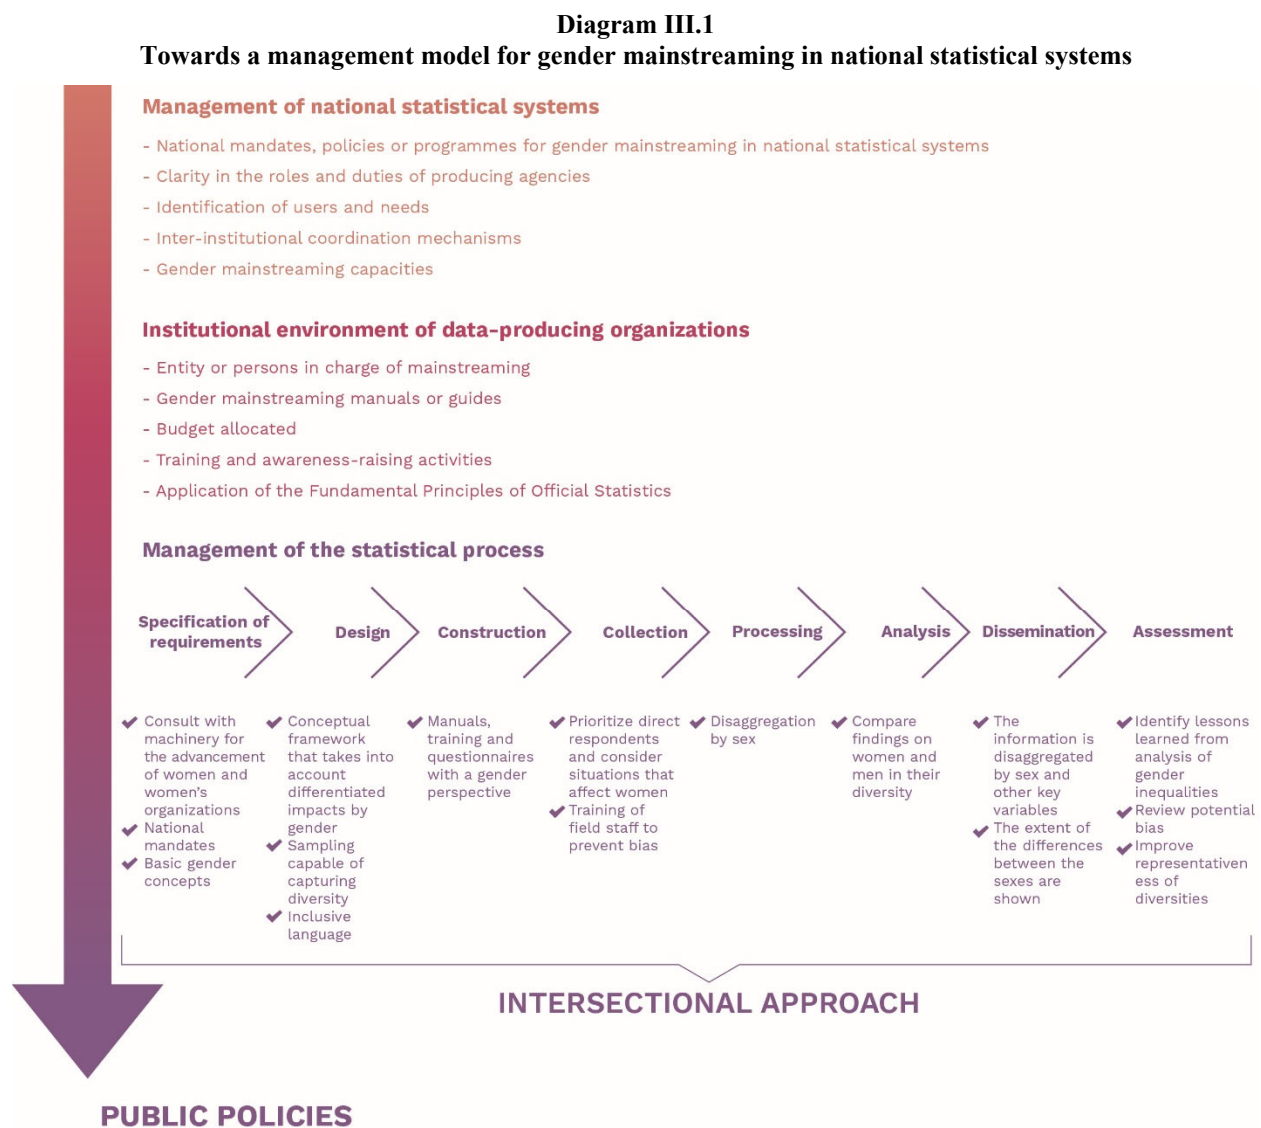 Diagram III.1
Towards a management model for gender mainstreaming in national statistical systems
Management of national statistical systems
- National mandates, policies or programmes for gender mainstreaming in national statistical systems
- Clarity in the roles and duties of producing agencies
- Identification of users and needs
- Inter-institutional coordination mechanisms
- Gender mainstreaming capacities
Institutional environment of data-producing organizations
- Entity or persons in charge of mainstreaming
- Gender mainstreaming manuals or guides
- Budget allocated
- Training and awareness-raising activities
- Application of the Fundamental Principles of Official Statistics
Management of the statistical process
Specification of
requirements
Design
Construction
Collection
Processing
Analysis
Dissemination
Assessment
✔ Consult with
machinery for
the advancement
of women and
women's
organizations
✔ National
mandates
✔ Basic gender
concepts
✔ Conceptual
framework
that takes into
account
differentiated
impacts by
gender
✔ Sampling
capable of
capturing
diversity
✔ Inclusive
language
✔ Manuals,
training and
questionnaires
with a gender
perspective
✔ Prioritize direct
respondents
and consider
situations that
affect women
✔ Training of
field staff to
prevent bias
✔ Disaggregation
by sex
✔ Compare
findings on
women and
men in their
diversity
✔ The
information is
disaggregated
by sex and
other key
variables
✔ The extent of
the differences
between the
sexes are
shown
✔ Identify lessons
learned from
analysis of
gender
inequalities
✔ Review potential
bias
✔ Improve
representativen
ess of
diversities
INTERSECTIONAL APPROACH
PUBLIC POLICIES